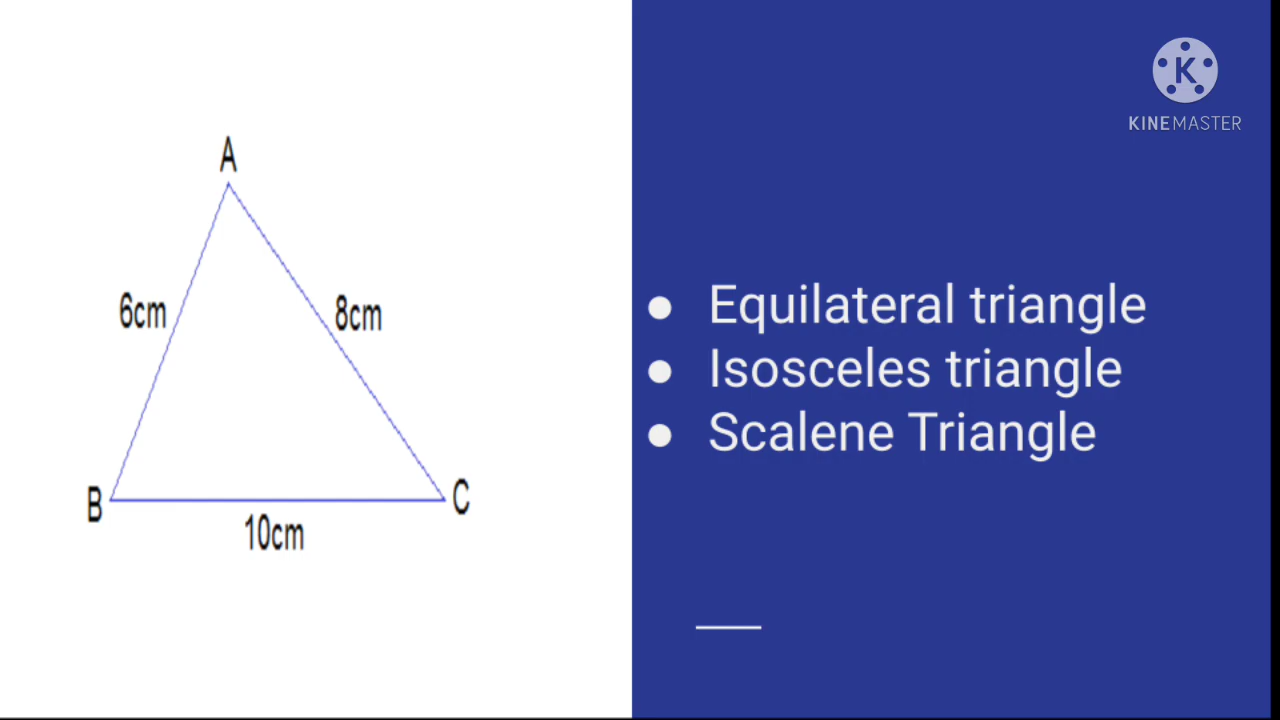 A
6cm
8cm
B
C
10cm
KINEMASTER
● Equilateral triangle
● Isosceles triangle
● Scalene Triangle